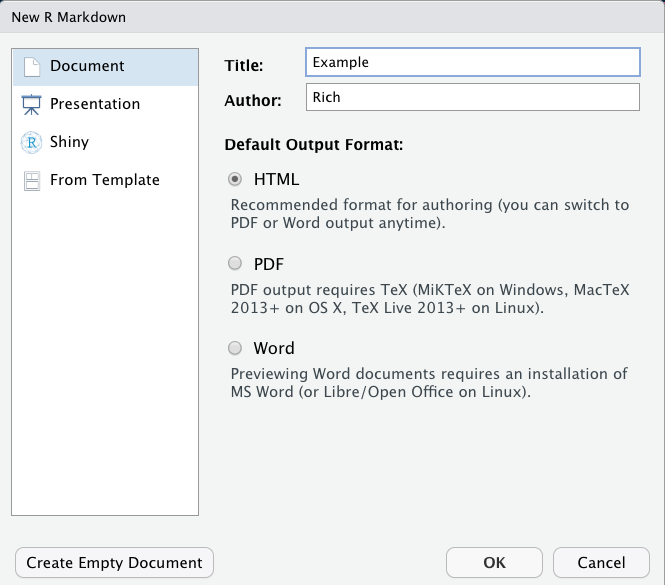 New R Markdown
Document
Presentation
R Shiny
From Template
Title: Example
Author: Rich
Default Output Format:
HTML
Recommended format for authoring (you can switch to
PDF or Word output anytime).
PDF
PDF output requires TeX (MiKTeX on Windows, MacTeX
2013+ on OS X, TeX Live 2013+ on Linux).
Word
Previewing Word documents requires an installation of
MS Word (or Libre/Open Office on Linux).
Create Empty Document
OK
Cancel